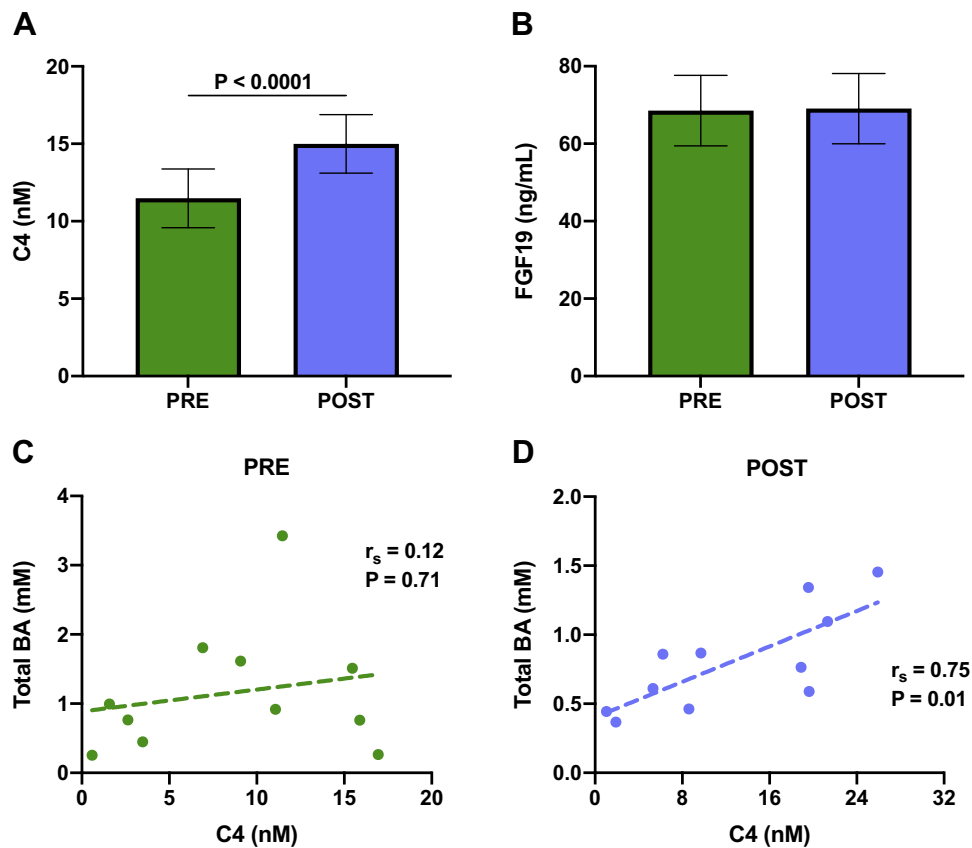 A
C4 (nM)
20
15
10
5
0
P < 0.0001
PRE
POST
B
FGF19 (ng/mL)
80
60
40
20
0
PRE
POST
C
PRE
Total BA (mM)
4
3
2
1
0
r_s = 0.12
P = 0.71
0 5 10 15 20
C4 (nM)
D
POST
Total BA (mM)
2.0
1.5
1.0
0.5
0.0
r_s = 0.75
P = 0.01
0 8 16 24 32
C4 (nM)